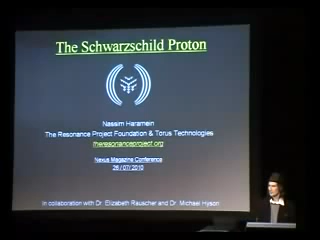 The Schwarzschild Proton
Nassim Haramein
The Resonance Project Foundation & Torus Technologies
theresonanceproject.org
Nexus Magazine Conference
26 / 07/ 2010
In collaboration with Dr. Elizabeth Rauscher and Dr. Michael Hyson